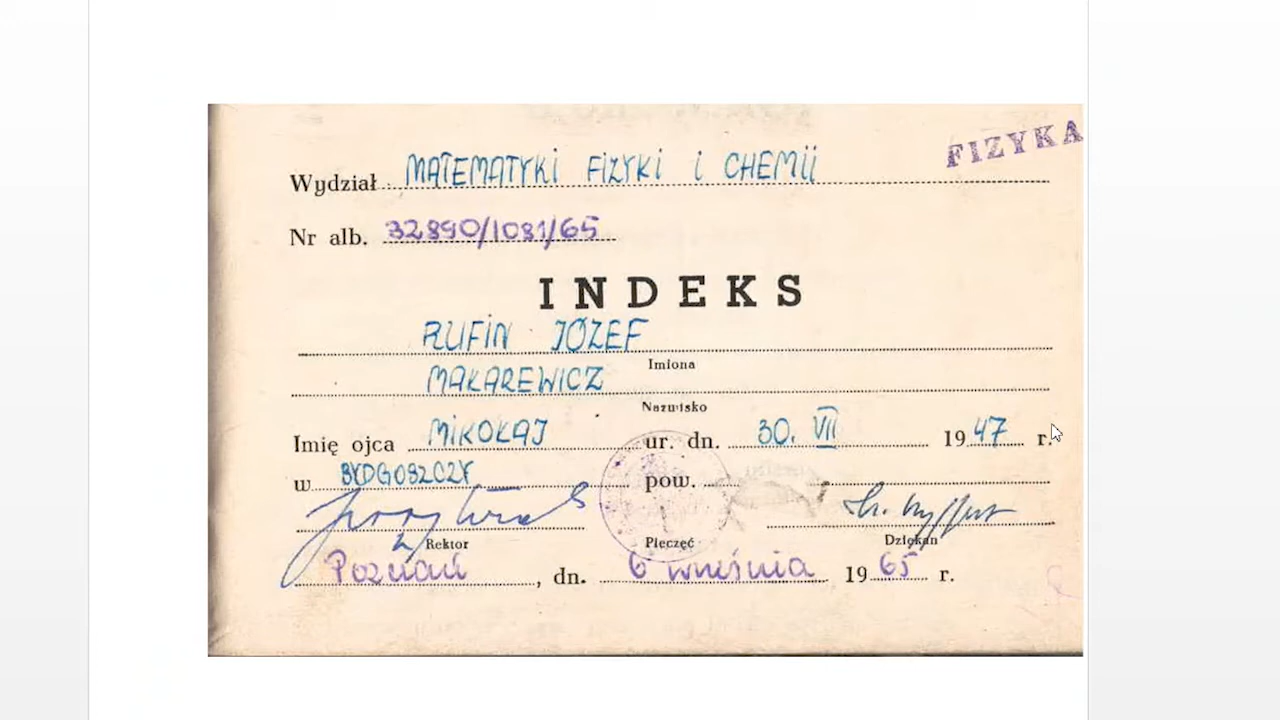 FIZYKA
Wydział MATEMATYKI FIZYKI i CHEMII
Nr alb. 32890/1081/65
INDEKS
RUFIN JÓZEF
Imiona
MAKAREWICZ
Nazwisko
Imię ojca MIKOŁAJ ur. dn. 30. VII 1947 r.
w BYDGOSZCZY pow.
Rektor Pieczęć Dziekan
Poznań, dn. 6 września 1965 r.